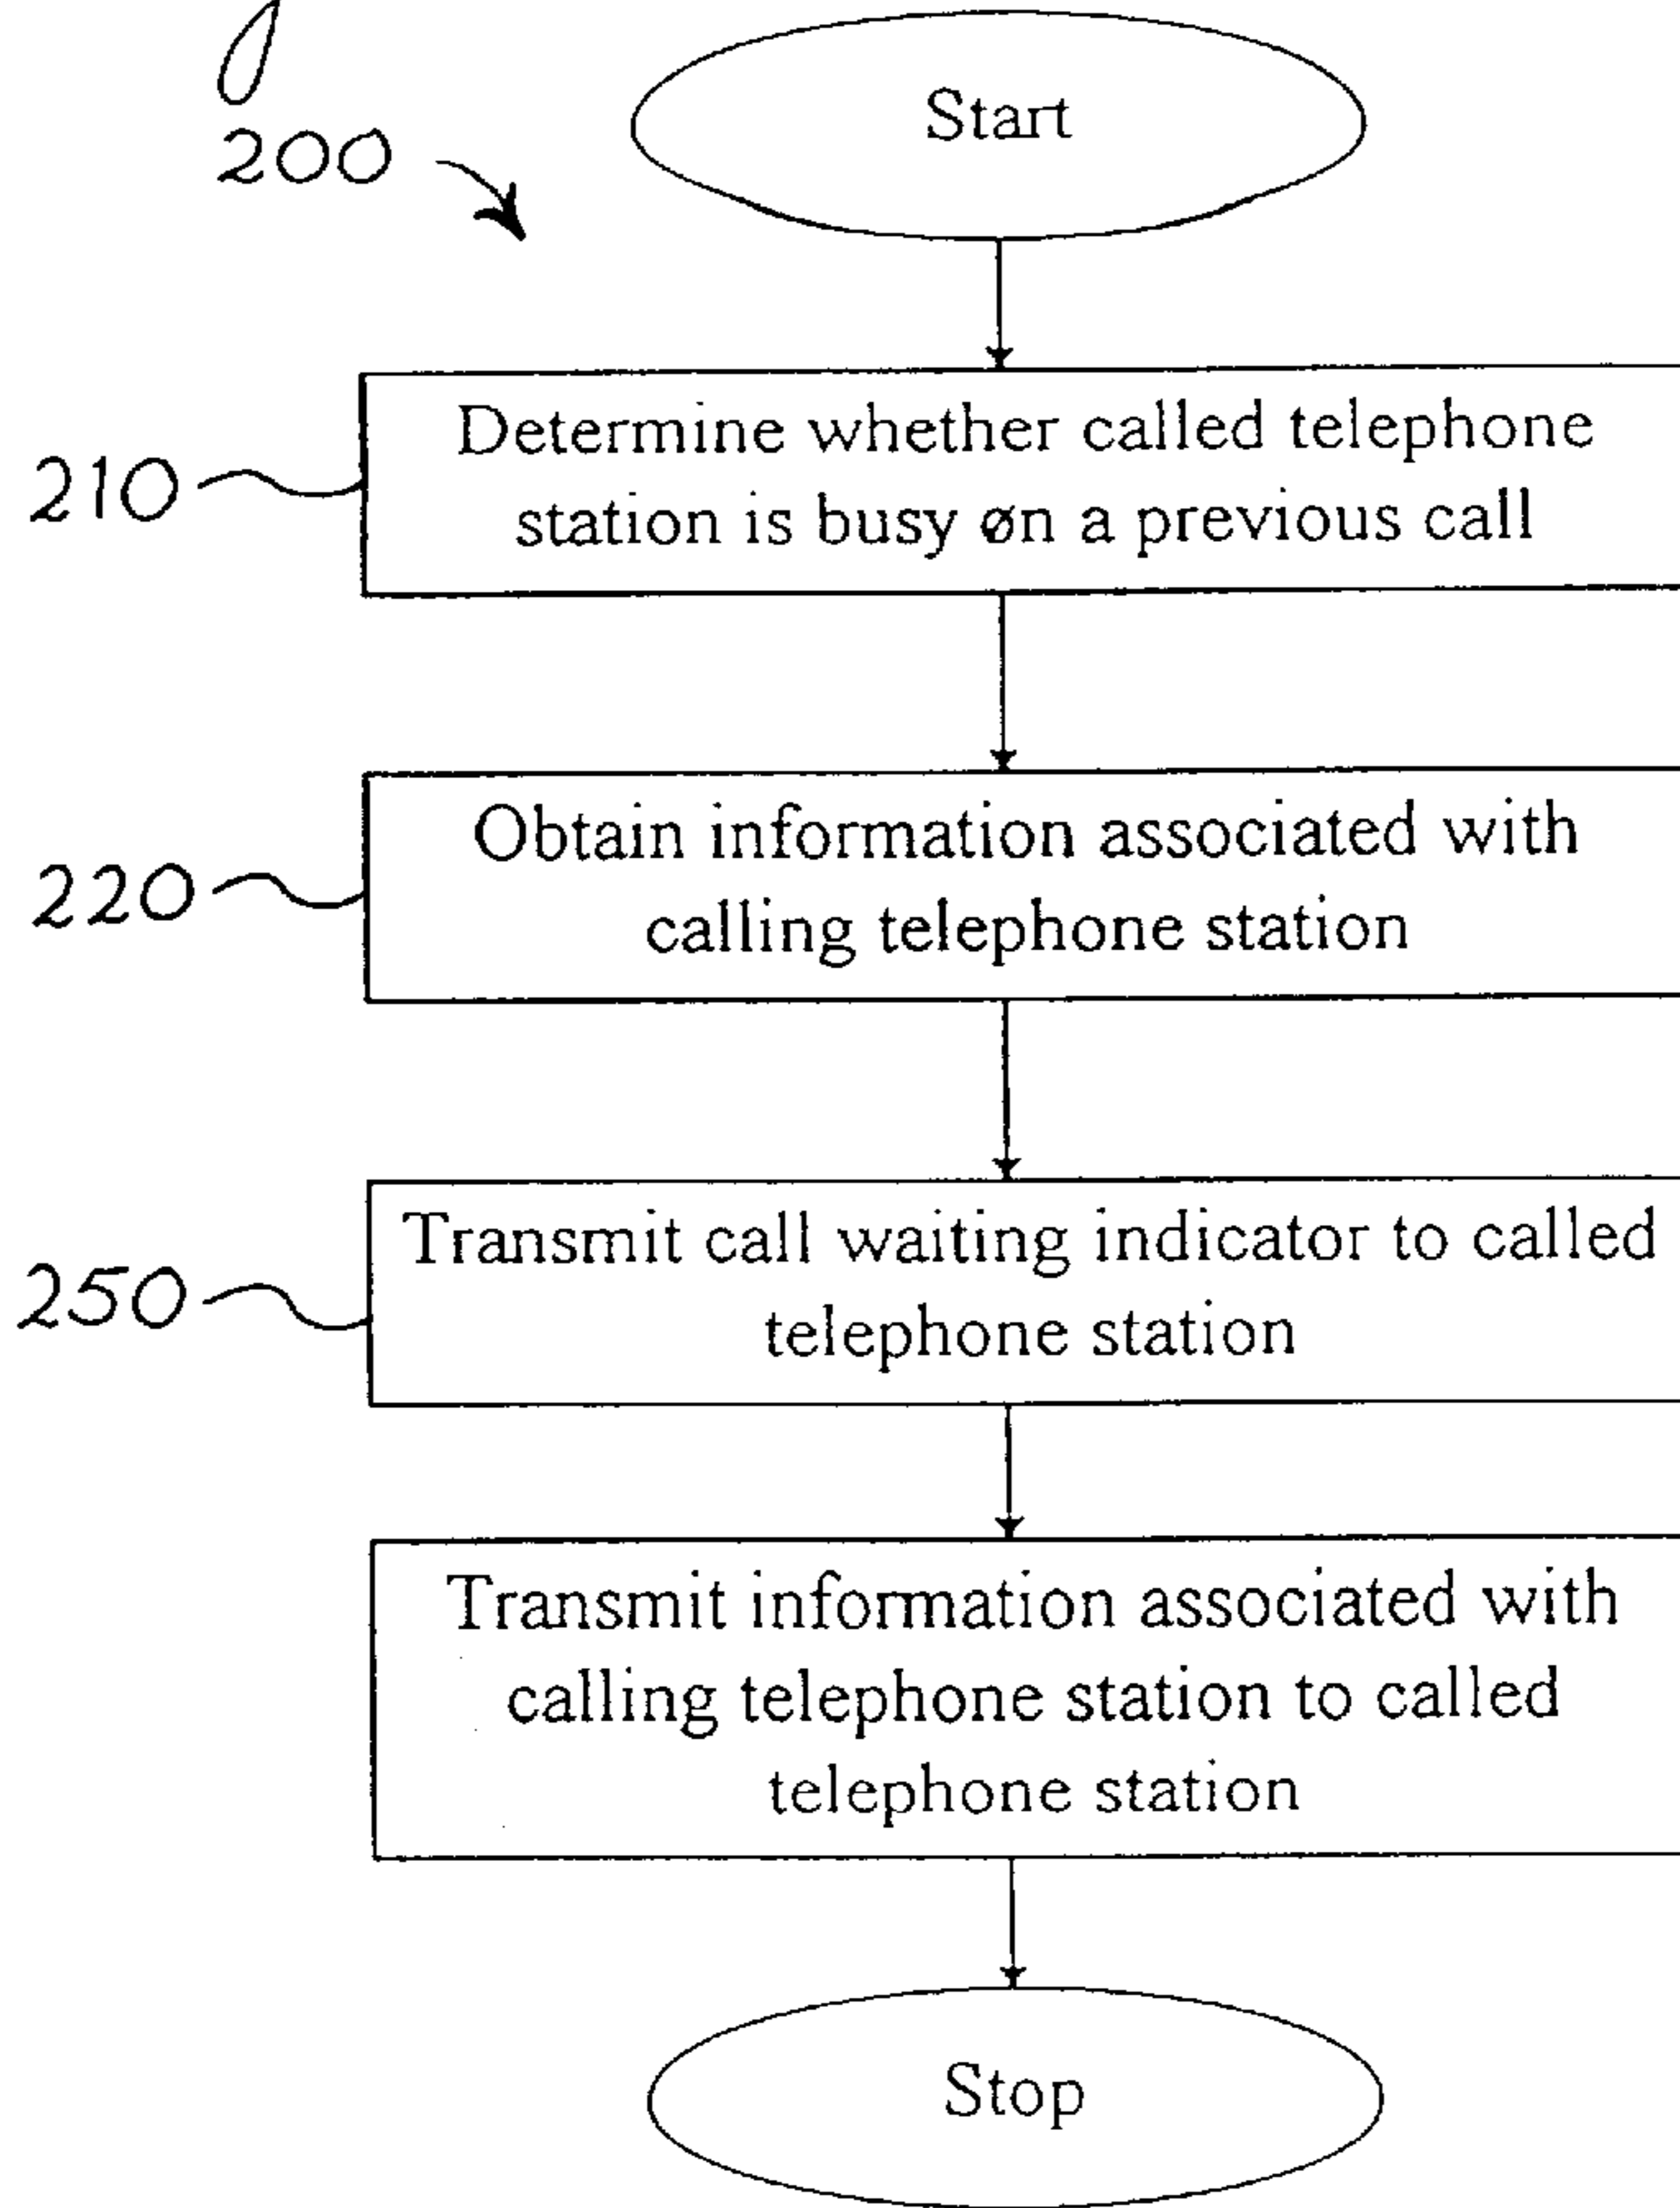 200
Start
210
Determine whether called telephone
station is busy øn a previous call
220
Obtain information associated with
calling telephone station
250
Transmit call waiting indicator to called
telephone station
Transmit information associated with
calling telephone station to called
telephone station
Stop